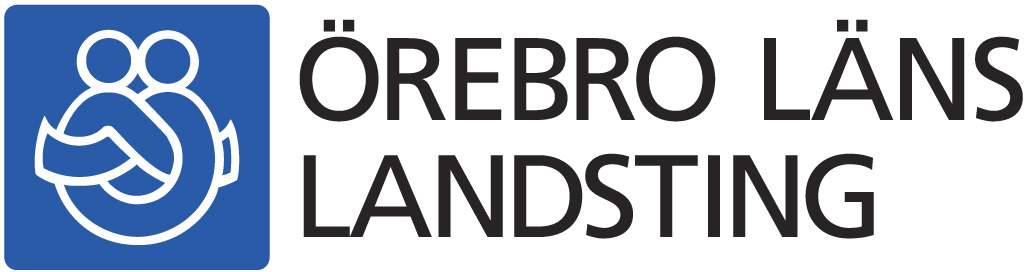 ÖREBRO LÄNS
LANDSTING